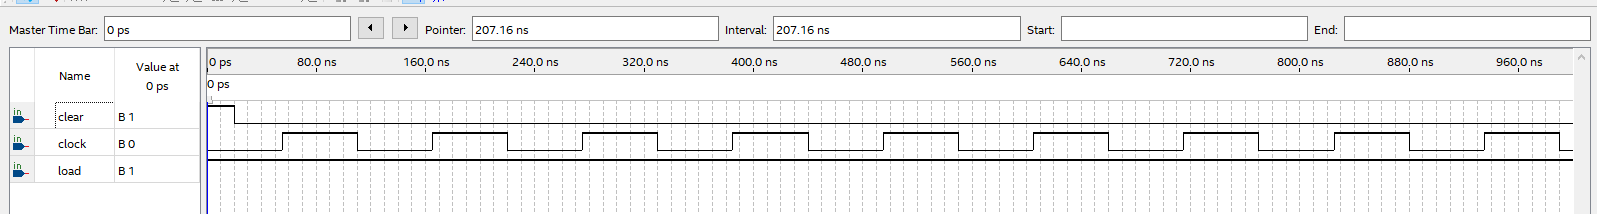 Master Time Bar: 0 ps Pointer: 207.16 ns Interval: 207.16 ns Start: End:
Name Value at 0 ps
0 ps 80.0 ns 160.0 ns 240.0 ns 320.0 ns 400.0 ns 480.0 ns 560.0 ns 640.0 ns 720.0 ns 800.0 ns 880.0 ns 960.0 ns
0 ps
in clear B 1
in clock B 0
in load B 1